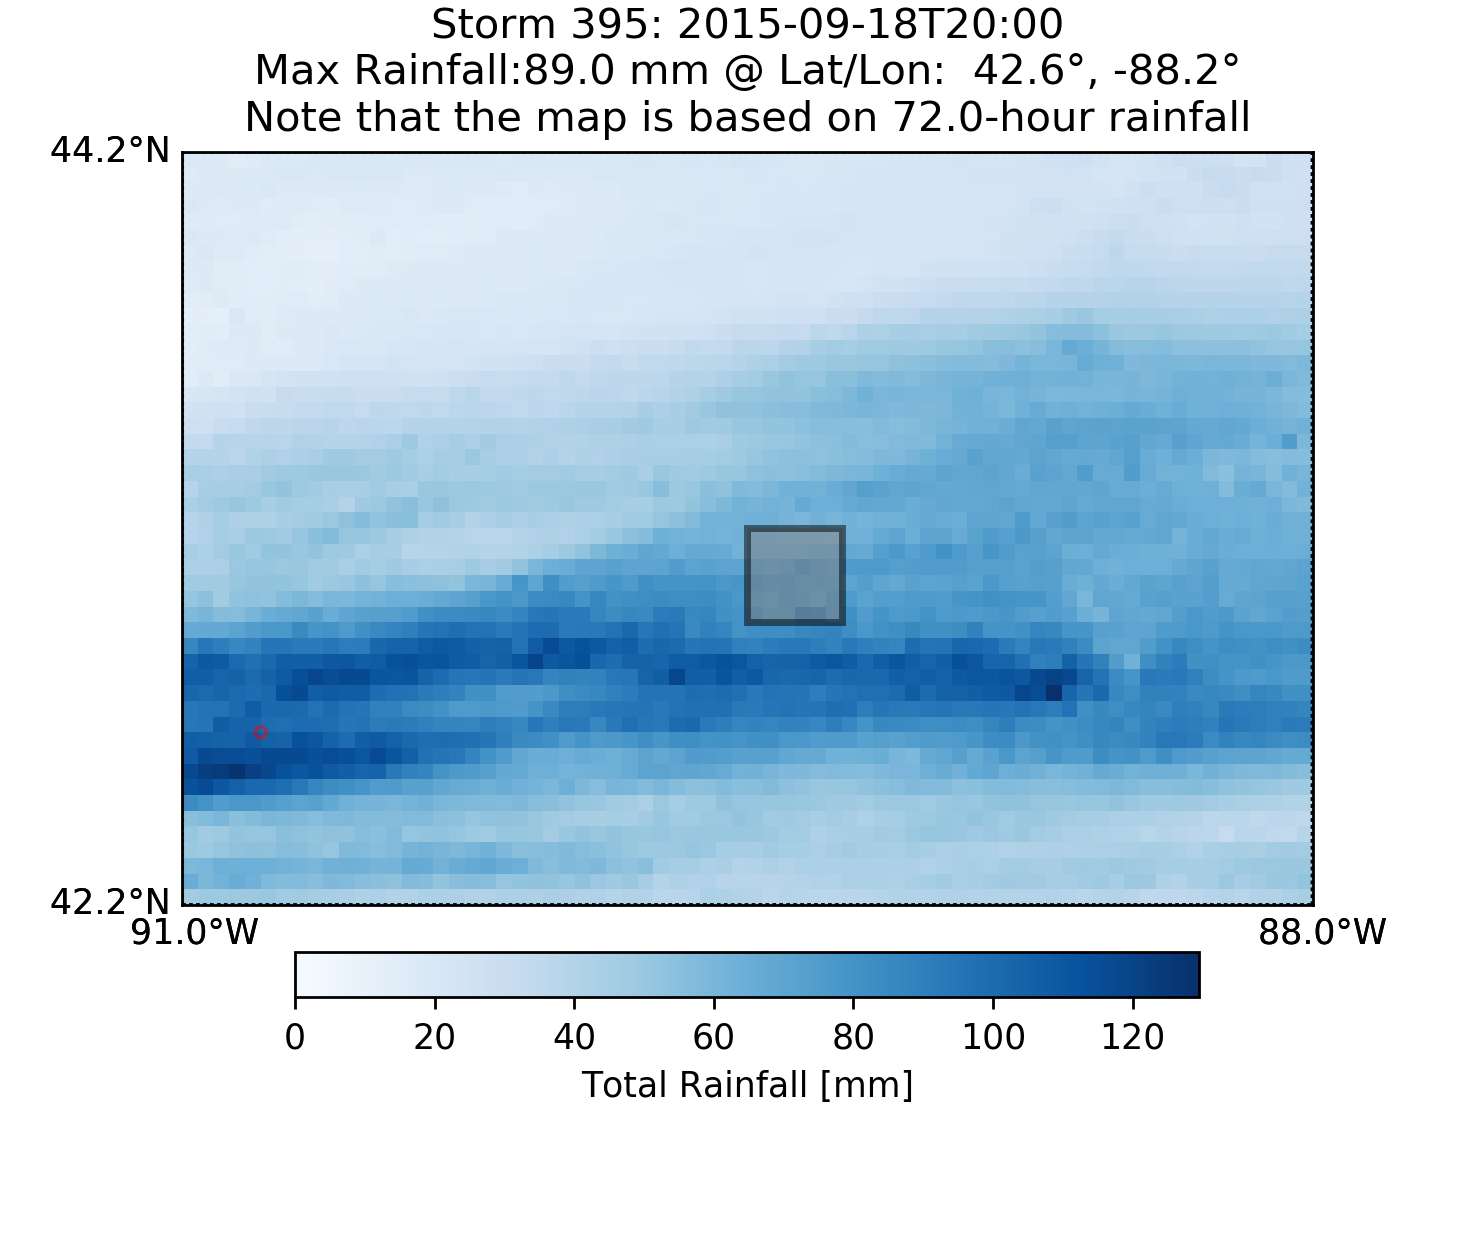 Storm 395: 2015-09-18T20:00
Max Rainfall:89.0 mm @ Lat/Lon:  42.6°, -88.2°
Note that the map is based on 72.0-hour rainfall
44.2°N
42.2°N
91.0°W 88.0°W
0 20 40 60 80 100 120
Total Rainfall [mm]